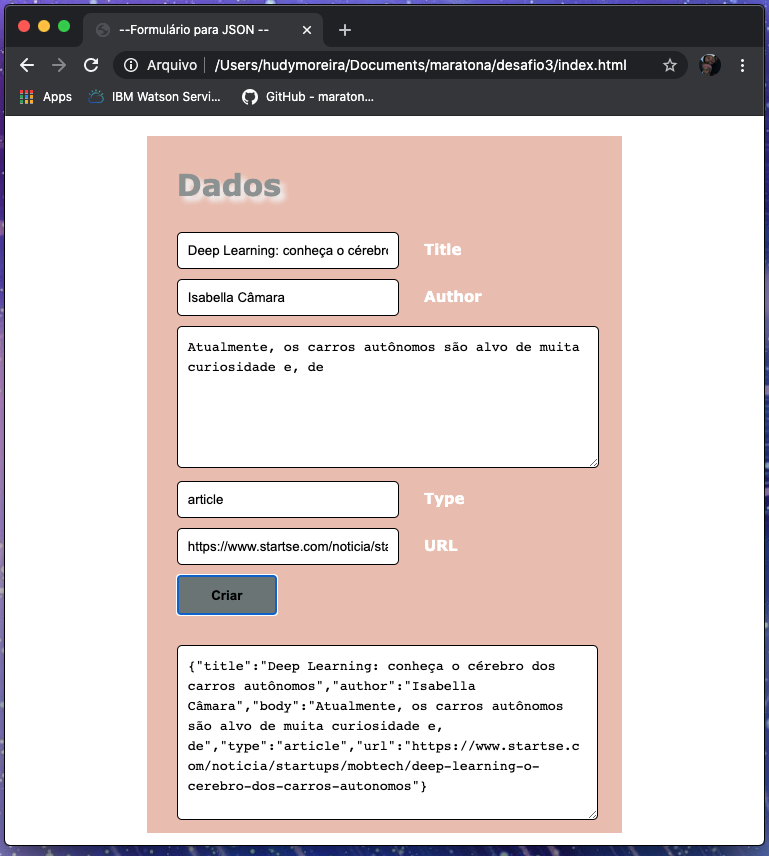 --Formulário para JSON --
Arquivo
/Users/hudymoreira/Documents/maratona/desafio3/index.html
Apps
IBM Watson Servi...
GitHub - maraton...
Dados
Deep Learning: conheça o cérebro
Title
Isabella Câmara
Author
Atualmente, os carros autônomos são alvo de muita
curiosidade e, de
article
Type
https://www.startse.com/noticia/sta
URL
Criar
{"title":"Deep Learning: conheça o cérebro dos
carros autônomos","author":"Isabella
Câmara","body":"Atualmente, os carros autônomos
são alvo de muita curiosidade e,
de","type":"article","url":"https://www.startse.c
om/noticia/startups/mobtech/deep-learning-o-
cerebro-dos-carros-autonomos"}